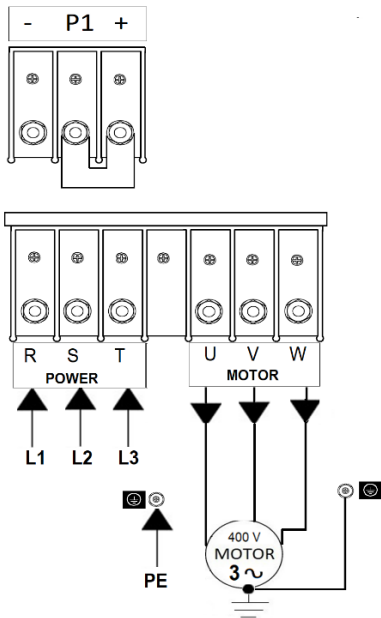 - P1 +
R S T U V W
POWER MOTOR
L1 L2 L3
PE
400 V
MOTOR
3 ~